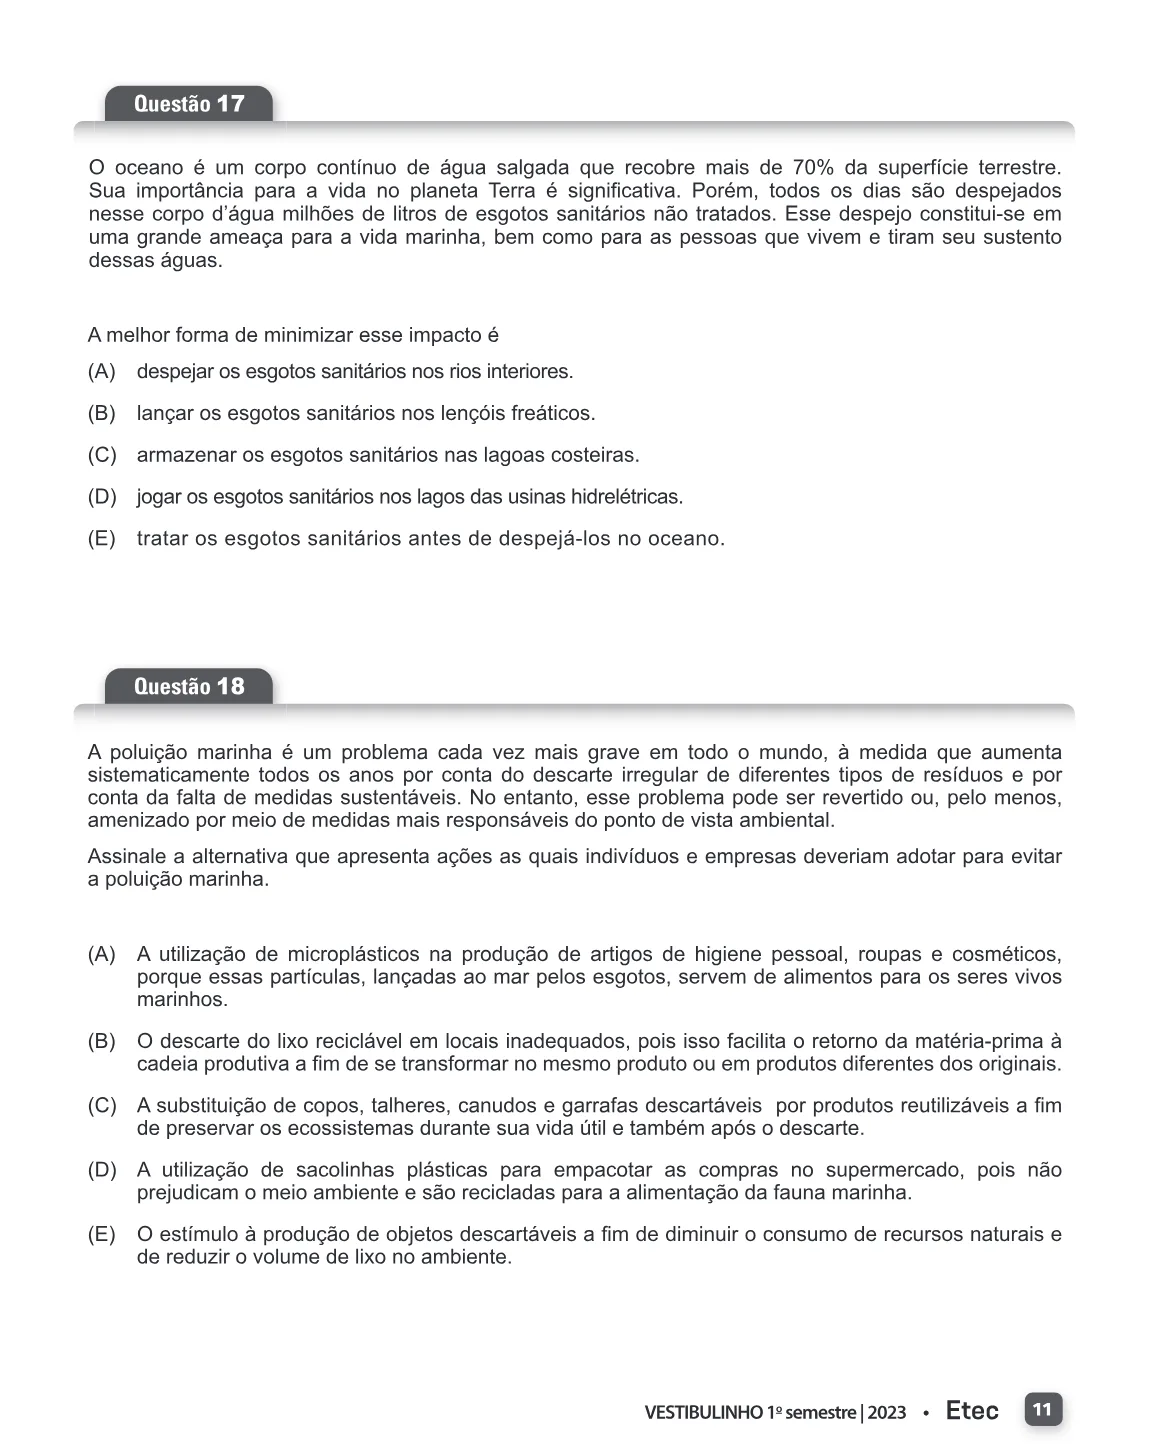 Questão 17
O oceano é um corpo contínuo de água salgada que recobre mais de 70% da superfície terrestre.
Sua importância para a vida no planeta Terra é significativa. Porém, todos os dias são despejados
nesse corpo d’água milhões de litros de esgotos sanitários não tratados. Esse despejo constitui-se em
uma grande ameaça para a vida marinha, bem como para as pessoas que vivem e tiram seu sustento
dessas águas.
A melhor forma de minimizar esse impacto é
(A) despejar os esgotos sanitários nos rios interiores.
(B) lançar os esgotos sanitários nos lençóis freáticos.
(C) armazenar os esgotos sanitários nas lagoas costeiras.
(D) jogar os esgotos sanitários nos lagos das usinas hidrelétricas.
(E) tratar os esgotos sanitários antes de despejá-los no oceano.
Questão 18
A poluição marinha é um problema cada vez mais grave em todo o mundo, à medida que aumenta
sistematicamente todos os anos por conta do descarte irregular de diferentes tipos de resíduos e por
conta da falta de medidas sustentáveis. No entanto, esse problema pode ser revertido ou, pelo menos,
amenizado por meio de medidas mais responsáveis do ponto de vista ambiental.
Assinale a alternativa que apresenta ações as quais indivíduos e empresas deveriam adotar para evitar
a poluição marinha.
(A) A utilização de microplásticos na produção de artigos de higiene pessoal, roupas e cosméticos,
porque essas partículas, lançadas ao mar pelos esgotos, servem de alimentos para os seres vivos
marinhos.
(B) O descarte do lixo reciclável em locais inadequados, pois isso facilita o retorno da matéria-prima à
cadeia produtiva a fim de se transformar no mesmo produto ou em produtos diferentes dos originais.
(C) A substituição de copos, talheres, canudos e garrafas descartáveis por produtos reutilizáveis a fim
de preservar os ecossistemas durante sua vida útil e também após o descarte.
(D) A utilização de sacolinhas plásticas para empacotar as compras no supermercado, pois não
prejudicam o meio ambiente e são recicladas para a alimentação da fauna marinha.
(E) O estímulo à produção de objetos descartáveis a fim de diminuir o consumo de recursos naturais e
de reduzir o volume de lixo no ambiente.
VESTIBULINHO 1º semestre | 2023 • Etec 11